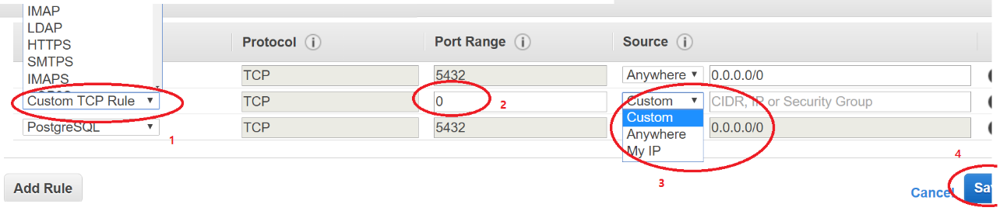 IMAP
LDAP
HTTPS
SMTPS
IMAPS
Protocol i Port Range i Source i
TCP 5432 Anywhere 0.0.0.0/0
Custom TCP Rule TCP 0 2 Custom CIDR, IP or Security Group
Custom
PostgreSQL TCP 5432 0.0.0.0/0
Anywhere
1
My IP
4
3
Add Rule Cancel Sa